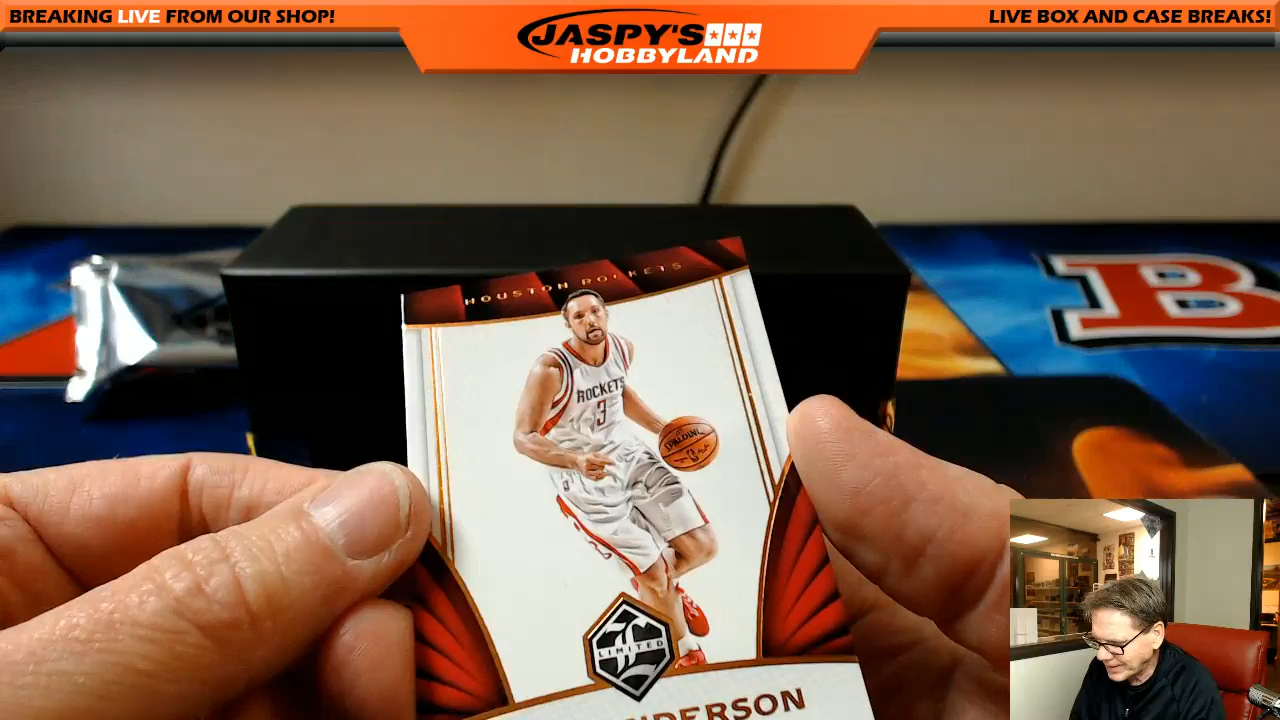 BREAKING LIVE FROM OUR SHOP!
JASPY'S
HOBBYLAND
LIVE BOX AND CASE BREAKS!
HOUSTON ROCKETS
B
ROCKETS
3
SPALDING
LIMITED